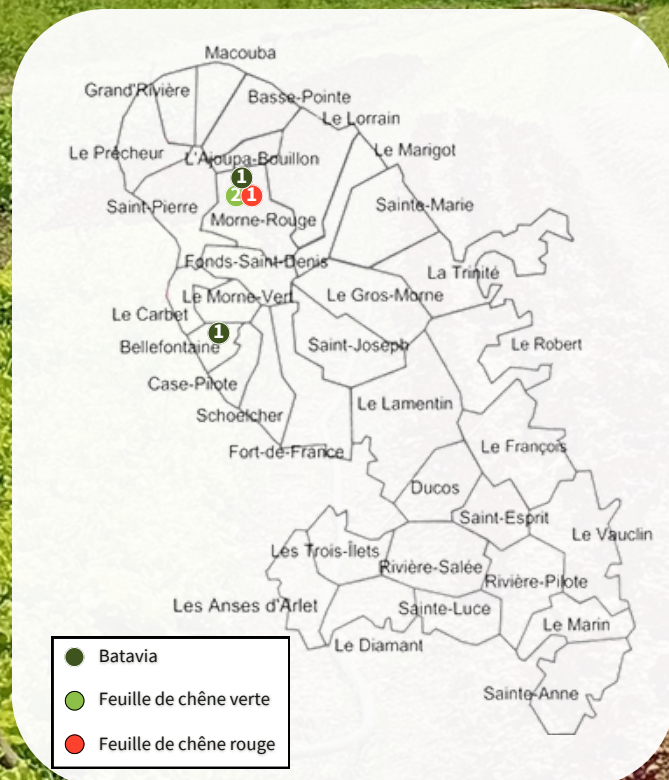 Macouba
Grand'Rivière
Basse-Pointe
Le Lorrain
Le Prêcheur
L'Ajoupa-Bouillon
Le Marigot
1
2 1
Saint-Pierre
Sainte-Marie
Morne-Rouge
Fonds-Saint-Denis
La Trinité
Le Morne-Vert
Le Gros-Morne
Le Carbet
1
Bellefontaine
Saint-Joseph
Le Robert
Case-Pilote
Schoelcher
Le Lamentin
Fort-de-France
Le François
Ducos
Saint-Esprit
Le Vauclin
Les Trois-Îlets
Rivière-Salée
Rivière-Pilote
Les Anses d'Arlet
Sainte-Luce
Le Marin
Le Diamant
Sainte-Anne
Batavia
Feuille de chêne verte
Feuille de chêne rouge